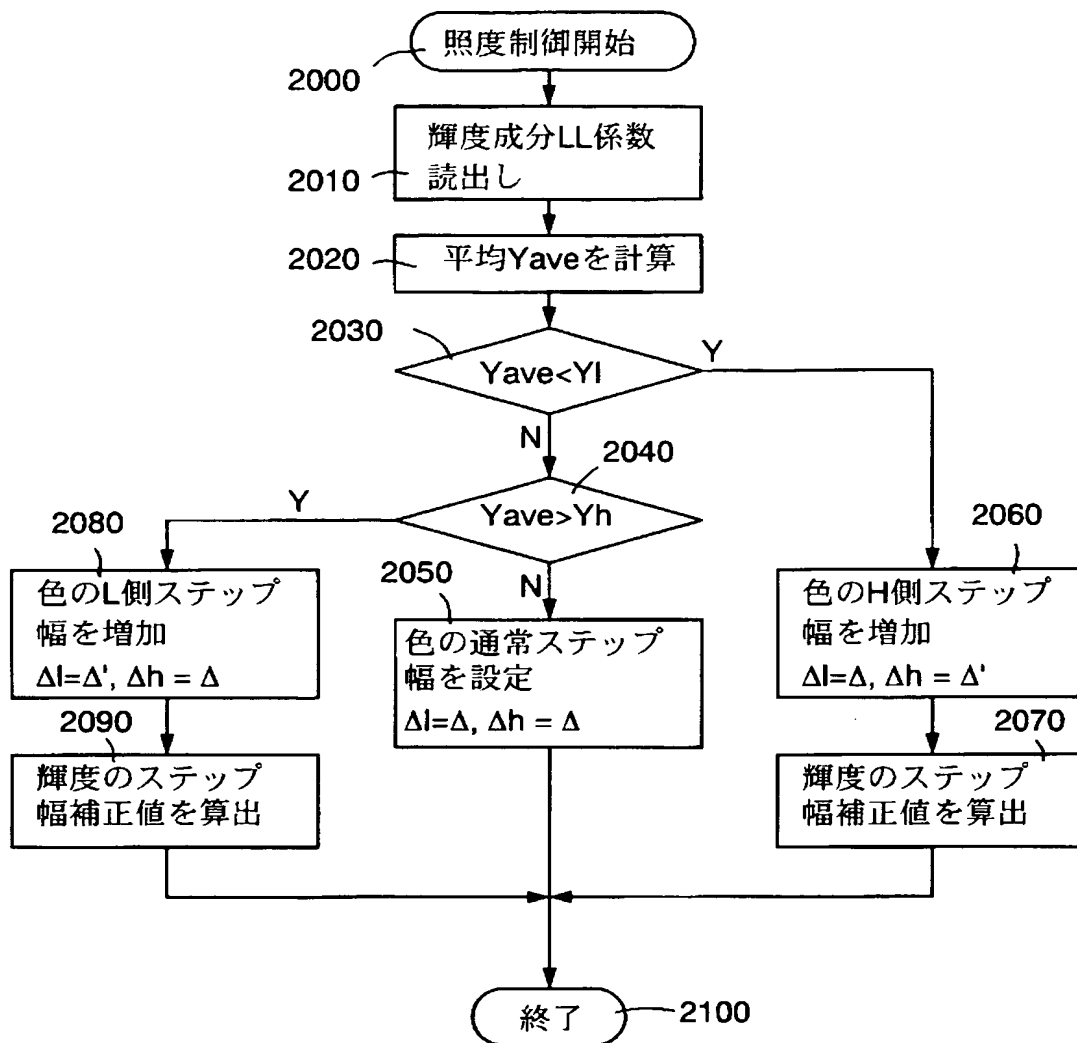 照度制御開始
2000
輝度成分LL係数
読出し
2010
平均Yaveを計算
2020
2030
Yave<Yl
Y
N
2040
Yave>Yh
Y
N
2080
色のL側ステップ
幅を増加
Δl=Δ', Δh = Δ
2050
色の通常ステップ
幅を設定
Δl=Δ, Δh = Δ
2060
色のH側ステップ
幅を増加
Δl=Δ, Δh = Δ'
2090
輝度のステップ
幅補正値を算出
2070
輝度のステップ
幅補正値を算出
終了
2100